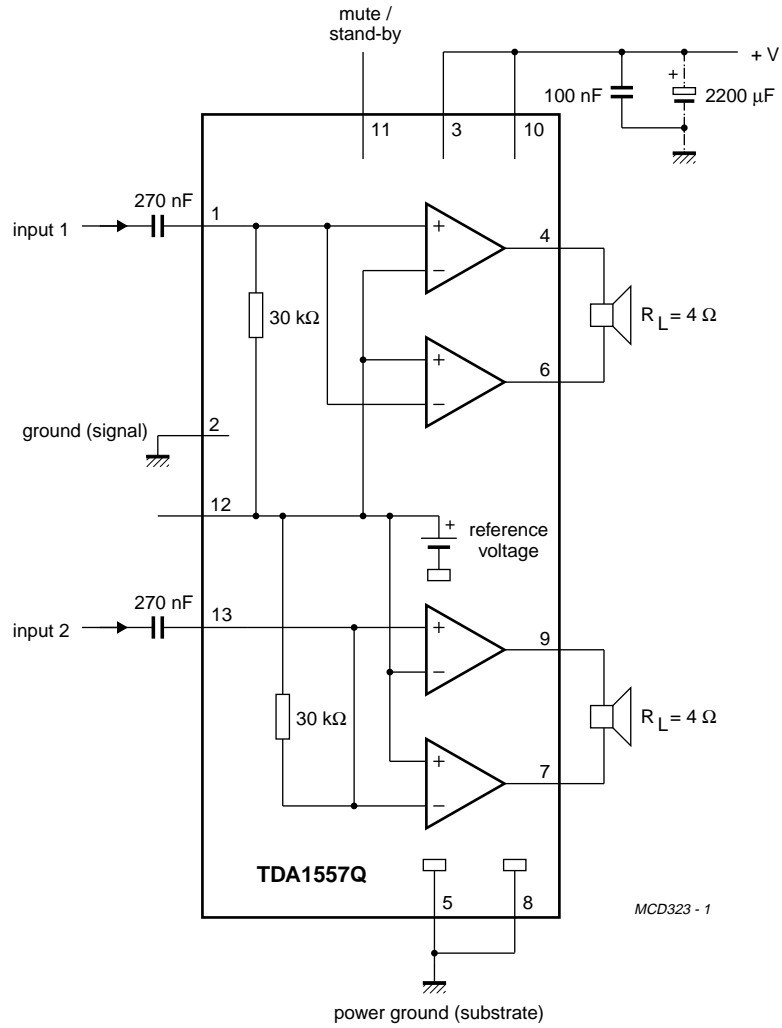 mute /
stand-by
+ V
+
100 nF
2200 µF
11
3
10
270 nF
1
input 1
+
−
4
30 kΩ
R L = 4 Ω
+
−
6
ground (signal)
2
12
+
reference
voltage
270 nF
13
input 2
+
−
9
30 kΩ
R L = 4 Ω
+
−
7
TDA1557Q
5
8
MCD323 - 1
power ground (substrate)